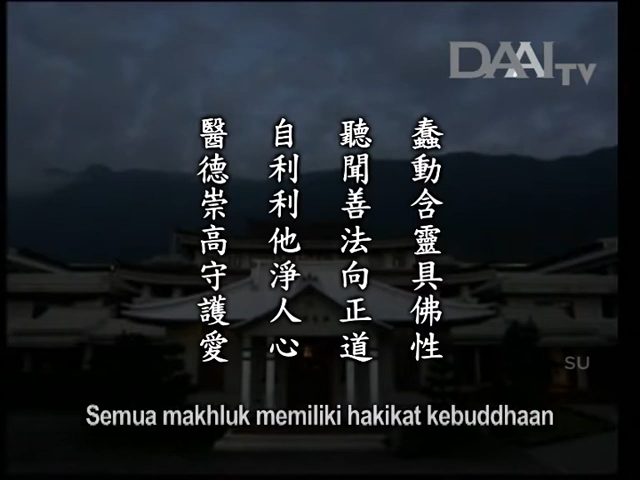 DAAI TV
蠢動含靈具佛性
聽聞善法向正道
自利利他淨人心
醫德崇高守護愛
SU
Semua makhluk memiliki hakikat kebuddhaan